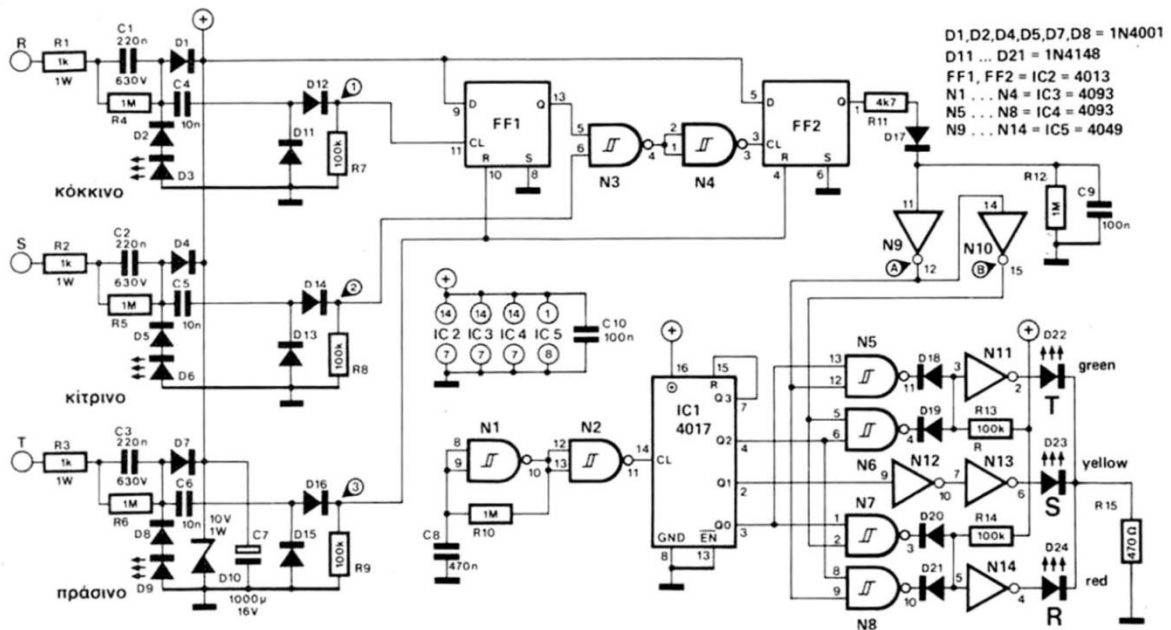 D1,D2,D4,D5,D7,D8 = 1N4001
D11 ... D21 = 1N4148
FF1, FF2 = IC2 = 4013
N1 ... N4 = IC3 = 4093
N5 ... N8 = IC4 = 4093
N9 ... N14 = IC5 = 4049
R
R1
1k
1W
C1
220n
630V
D1
+
1M
R4
C4
10n
D2
D3
D12
1
D11
100k
R7
κόκκινο
9
D
Q
13
FF1
11
CL
R
S
10
8
5
6
4
N3
2
1
3
N4
5
D
Q
1
FF2
3
CL
R
S
4
6
4k7
R11
D17
R12
1M
C9
100n
11
N9
A
12
14
N10
B
15
S
R2
1k
1W
C2
220n
630V
D4
1M
R5
C5
10n
D5
D6
D14
2
D13
100k
R8
κίτρινο
+
14
14
14
1
IC 2
IC 3
IC 4
IC 5
7
7
7
8
C10
100n
T
R3
1k
1W
C3
220n
630V
D7
1M
R6
C6
10n
D8
D9
10V
1W
D10
C7
1000μ
16V
D16
3
D15
100k
R9
πράσινο
N1
8
9
10
N2
12
13
11
1M
R10
C8
470n
+
16
15
R
IC1
4017
Q3
7
14
CL
Q2
4
Q1
2
Q0
3
GND
EN
8
13
N5
13
12
11
D18
3
N11
2
+
D22
green
T
5
6
4
D19
R13
100k
R
N6
N12
9
10
N13
7
6
D23
yellow
S
N7
1
2
3
D20
R14
100k
8
9
10
D21
N8
5
N14
4
D24
red
R
R15
470 Ω